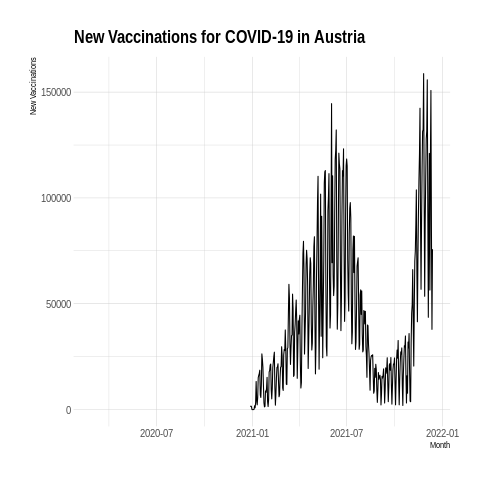 New Vaccinations for COVID-19 in Austria
New Vaccinations
150000
100000
50000
0
2020-07
2021-01
2021-07
2022-01
Month